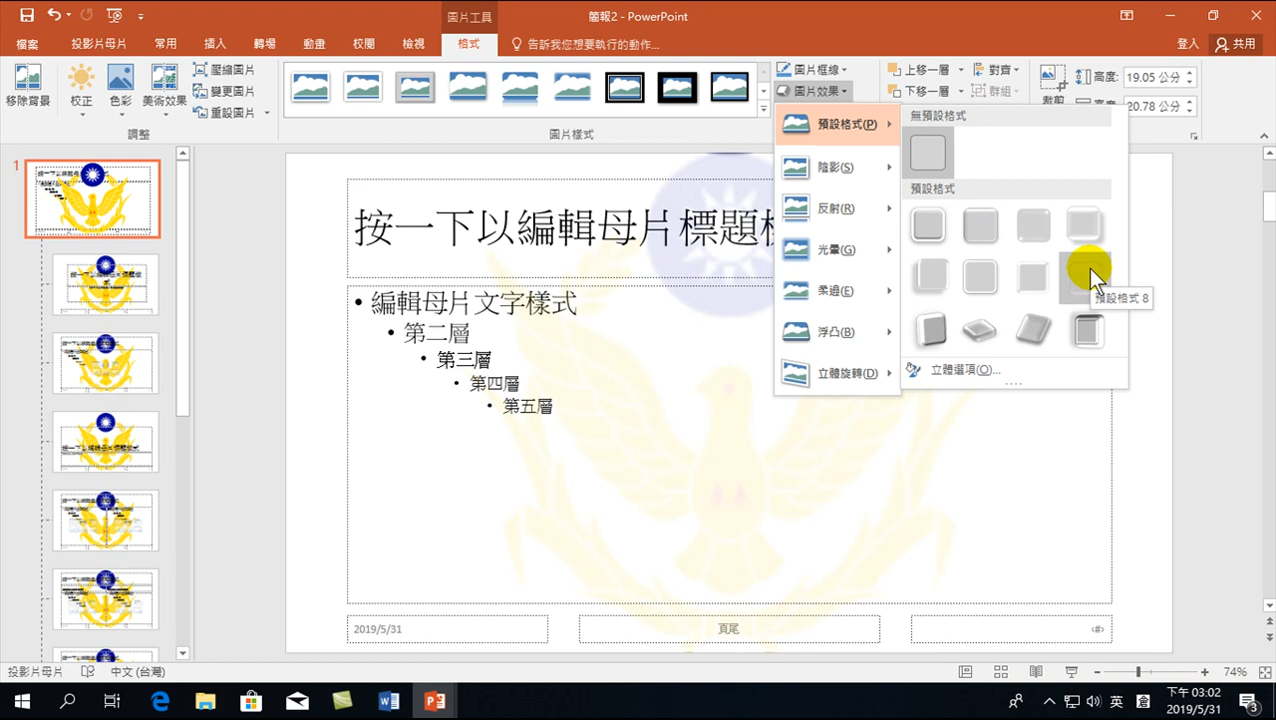 圖片工具
簡報2 - PowerPoint
檔案
投影片母片
常用
插入
轉場
動畫
校閱
檢視
格式
告訴我您想要執行的動作...
登入
共用
移除背景
校正
色彩
美術效果
壓縮圖片
變更圖片
重設圖片
調整
圖片樣式
圖片框線
圖片效果
上移一層
下移一層
對齊
群組
裁剪
高度: 19.05 公分
20.78 公分
預設格式(P)
陰影(S)
反射(R)
光暈(G)
柔邊(E)
浮凸(B)
立體旋轉(D)
無預設格式
預設格式
預設格式 8
立體選項(O)...
1
按一下以編輯母片標題
• 編輯母片文字樣式
• 第二層
• 第三層
• 第四層
• 第五層
2019/5/31
頁尾
‹#›
投影片母片
中文 (台灣)
74%
英
下午 03:02
2019/5/31
3